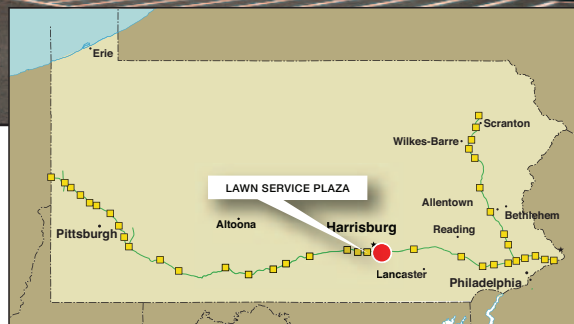 Erie
Scranton
Wilkes-Barre
LAWN SERVICE PLAZA
Allentown
Bethlehem
Altoona
Harrisburg
Reading
Pittsburgh
Lancaster
Philadelphia